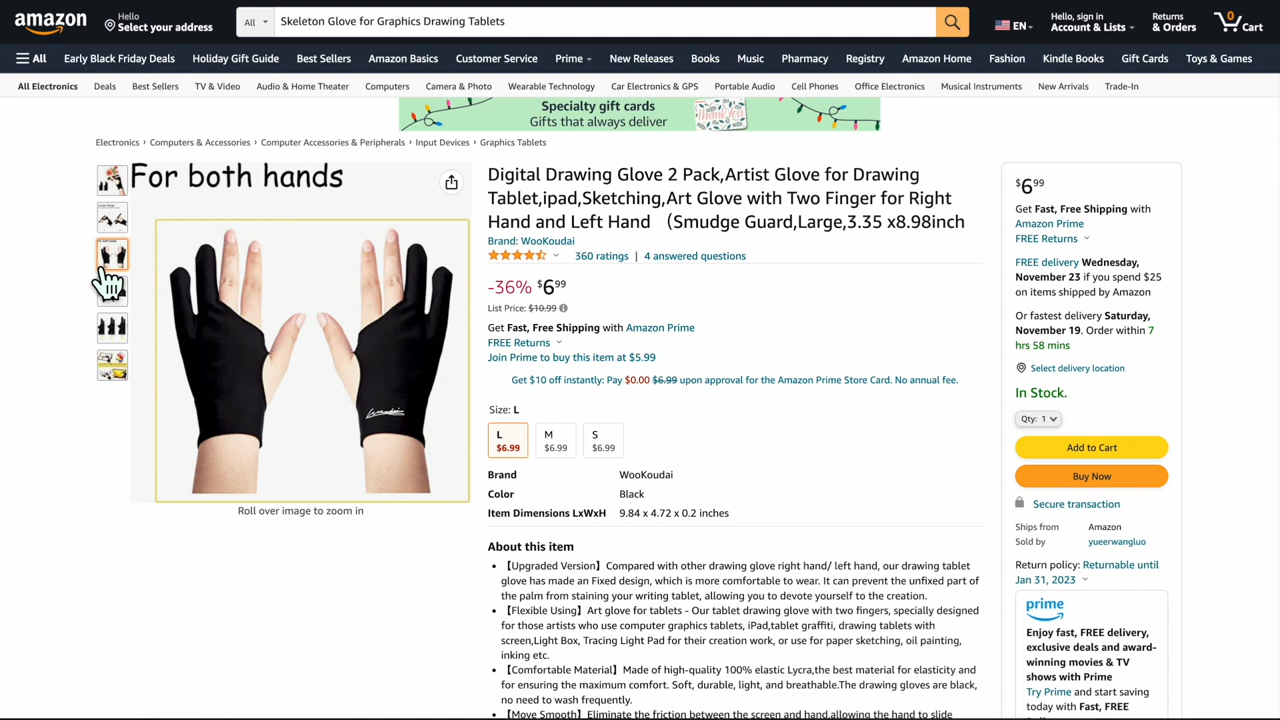 amazon
Hello
Select your address
All
Skeleton Glove for Graphics Drawing Tablets
EN
Hello, sign in
Account & Lists
Returns
& Orders
0
Cart
All
Early Black Friday Deals
Holiday Gift Guide
Best Sellers
Amazon Basics
Customer Service
Prime
New Releases
Books
Music
Pharmacy
Registry
Amazon Home
Fashion
Kindle Books
Gift Cards
Toys & Games
All Electronics
Deals
Best Sellers
TV & Video
Audio & Home Theater
Computers
Camera & Photo
Wearable Technology
Car Electronics & GPS
Portable Audio
Cell Phones
Office Electronics
Musical Instruments
New Arrivals
Trade-In
Specialty gift cards
Gifts that always deliver
Electronics › Computers & Accessories › Computer Accessories & Peripherals › Input Devices › Graphics Tablets
For both hands
Roll over image to zoom in
Digital Drawing Glove 2 Pack,Artist Glove for Drawing
Tablet,ipad,Sketching,Art Glove with Two Finger for Right
Hand and Left Hand （Smudge Guard,Large,3.35 x8.98inch
Brand: WooKoudai
360 ratings | 4 answered questions
-36% $6.99
List Price: $10.99
Get Fast, Free Shipping with Amazon Prime
FREE Returns
Join Prime to buy this item at $5.99
Get $10 off instantly: Pay $0.00 $6.99 upon approval for the Amazon Prime Store Card. No annual fee.
Size: L
L
$6.99
M
$6.99
S
$6.99
Brand WooKoudai
Color Black
Item Dimensions LxWxH 9.84 x 4.72 x 0.2 inches
About this item
• 【Upgraded Version】Compared with other drawing glove right hand/ left hand, our drawing tablet
glove has made an Fixed design, which is more comfortable to wear. It can prevent the unfixed part of
the palm from staining your writing tablet, allowing you to devote yourself to the creation.
• 【Flexible Using】Art glove for tablets - Our tablet drawing glove with two fingers, specially designed
for those artists who use computer graphics tablets, iPad,tablet graffiti, drawing tablets with
screen,Light Box, Tracing Light Pad for their creation work, or use for paper sketching, oil painting,
inking etc.
• 【Comfortable Material】Made of high-quality 100% elastic Lycra,the best material for elasticity and
for ensuring the maximum comfort. Soft, durable, light, and breathable.The drawing gloves are black,
no need to wash frequently.
• 【Move Smooth】Eliminate the friction between the screen and hand,allowing the hand to slide
$6.99
Get Fast, Free Shipping with
Amazon Prime
FREE Returns
FREE delivery Wednesday,
November 23 if you spend $25
on items shipped by Amazon
Or fastest delivery Saturday,
November 19. Order within 7
hrs 58 mins
Select delivery location
In Stock.
Qty: 1
Add to Cart
Buy Now
Secure transaction
Ships from Amazon
Sold by yueerwangluo
Return policy: Returnable until
Jan 31, 2023
prime
Enjoy fast, FREE delivery,
exclusive deals and award-
winning movies & TV
shows with Prime
Try Prime and start saving
today with Fast, FREE